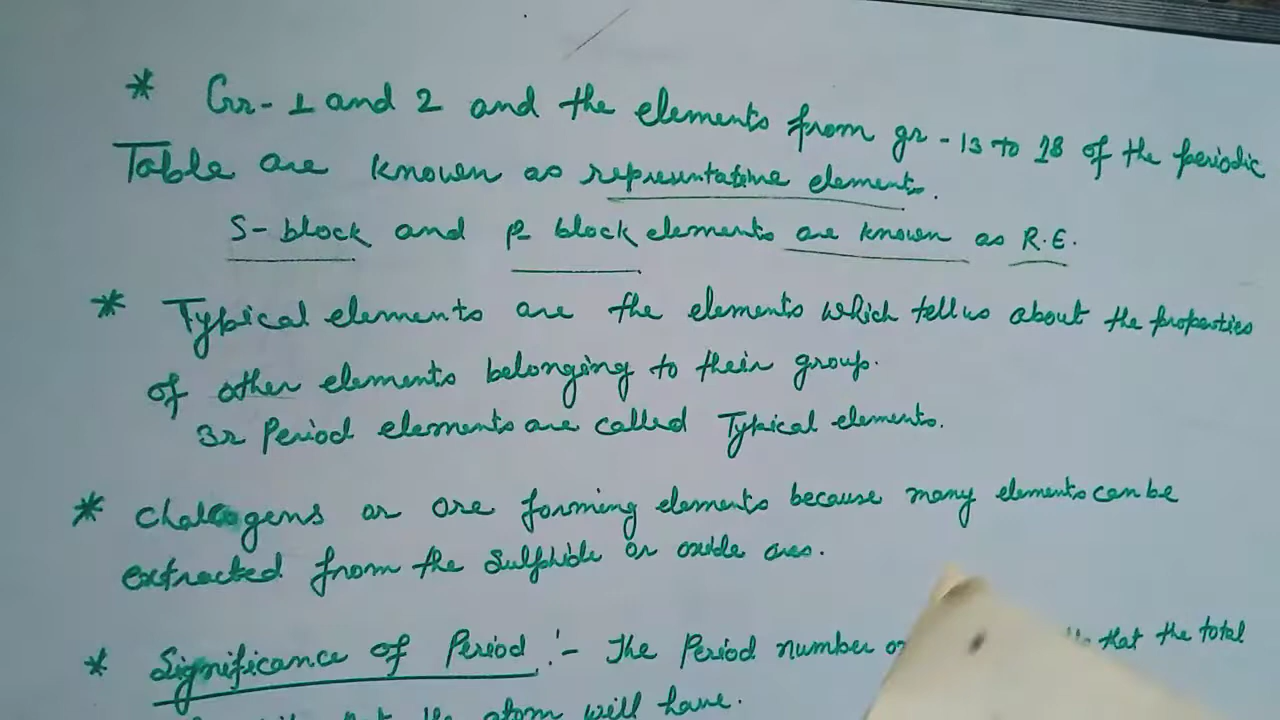 * Gr-1 and 2 and the elements from gr-13 to 18 of the periodic
Table are known as representative elements.
S-block and p block elements are known as R.E.
* Typical elements are the elements which tell us about the properties
of other elements belonging to their group.
3r Period elements are called Typical elements.
* Chalcogens or ore forming elements because many elements can be
extracted from the Sulphide or oxide ores.
* Significance of Period :- The Period number that the total
the atom will have.